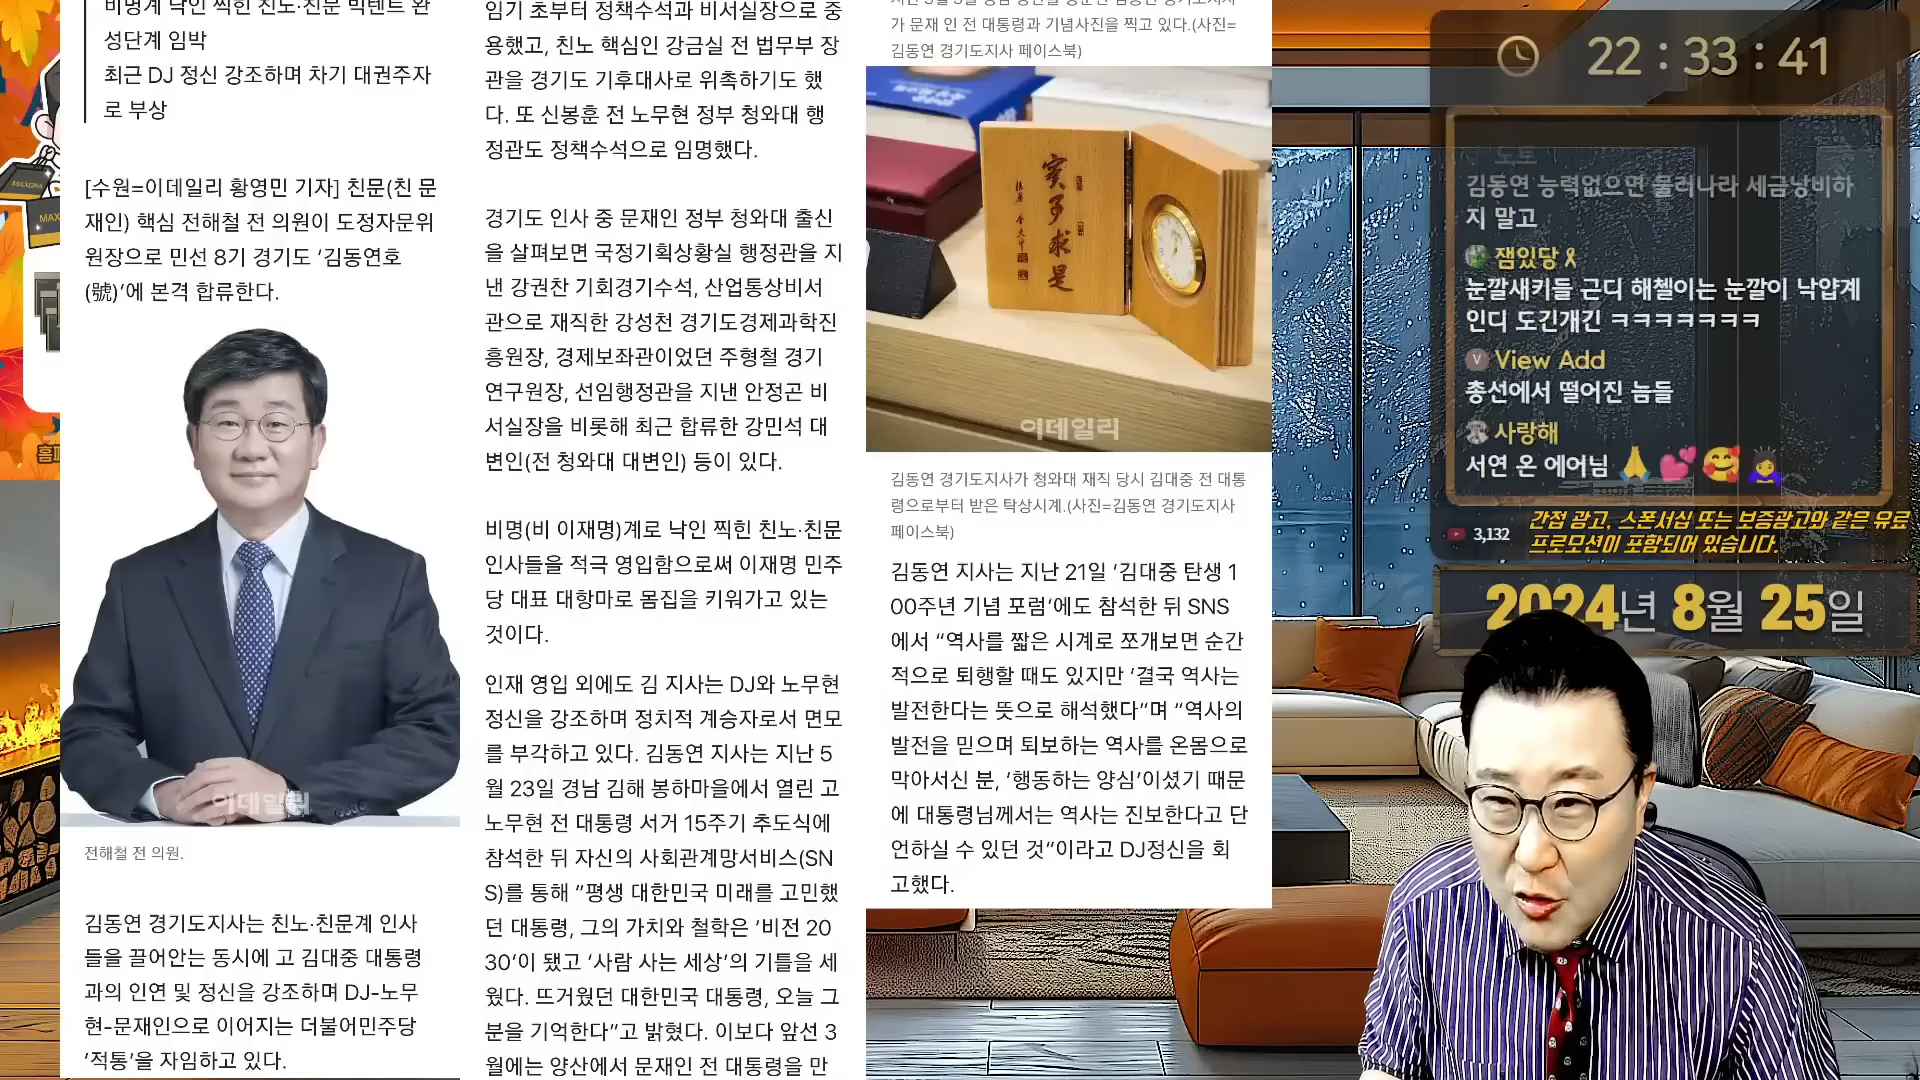 비명계 낙인 찍힌 친노·친문 빅텐트 완
성단계 임박
최근 DJ 정신 강조하며 차기 대권주자
로 부상
[수원=이데일리 황영민 기자] 친문(친 문
재인) 핵심 전해철 전 의원이 도정자문위
원장으로 민선 8기 경기도 ‘김동연호
(號)’에 본격 합류한다.
이데일리
전해철 전 의원.
김동연 경기도지사는 친노·친문계 인사
들을 끌어안는 동시에 고 김대중 대통령
과의 인연 및 정신을 강조하며 DJ-노무
현-문재인으로 이어지는 더불어민주당
‘적통’을 자임하고 있다.
임기 초부터 정책수석과 비서실장으로 중
용했고, 친노 핵심인 강금실 전 법무부 장
관을 경기도 기후대사로 위촉하기도 했
다. 또 신봉훈 전 노무현 정부 청와대 행
정관도 정책수석으로 임명했다.
경기도 인사 중 문재인 정부 청와대 출신
을 살펴보면 국정기획상황실 행정관을 지
낸 강권찬 기회경기수석, 산업통상비서
관으로 재직한 강성천 경기도경제과학진
흥원장, 경제보좌관이었던 주형철 경기
연구원장, 선임행정관을 지낸 안정곤 비
서실장을 비롯해 최근 합류한 강민석 대
변인(전 청와대 대변인) 등이 있다.
비명(비 이재명)계로 낙인 찍힌 친노·친문
인사들을 적극 영입함으로써 이재명 민주
당 대표 대항마로 몸집을 키워가고 있는
것이다.
인재 영입 외에도 김 지사는 DJ와 노무현
정신을 강조하며 정치적 계승자로서 면모
를 부각하고 있다. 김동연 지사는 지난 5
월 23일 경남 김해 봉하마을에서 열린 고
노무현 전 대통령 서거 15주기 추도식에
참석한 뒤 자신의 사회관계망서비스(SN
S)를 통해 “평생 대한민국 미래를 고민했
던 대통령, 그의 가치와 철학은 ‘비전 20
30’이 됐고 ‘사람 사는 세상’의 기틀을 세
웠다. 뜨거웠던 대한민국 대통령, 오늘 그
분을 기억한다”고 밝혔다. 이보다 앞선 3
월에는 양산에서 문재인 전 대통령을 만
가 문재 인 전 대통령과 기념사진을 찍고 있다.(사진=
김동연 경기도지사 페이스북)
實事求是
이데일리
김동연 경기도지사가 청와대 재직 당시 김대중 전 대통
령으로부터 받은 탁상시계.(사진=김동연 경기도지사
페이스북)
김동연 지사는 지난 21일 ‘김대중 탄생 1
00주년 기념 포럼’에도 참석한 뒤 SNS
에서 “역사를 짧은 시계로 쪼개보면 순간
적으로 퇴행할 때도 있지만 ‘결국 역사는
발전한다는 뜻으로 해석했다”며 “역사의
발전을 믿으며 퇴보하는 역사를 온몸으로
막아서신 분, ‘행동하는 양심’이셨기 때문
에 대통령님께서는 역사는 진보한다고 단
언하실 수 있던 것”이라고 DJ정신을 회
고했다.
22 : 33 : 41
도트
김동연 능력없으면 물러나라 세금낭비하
지 말고
잼있당
눈깔새키들 근디 해첼이는 눈깔이 낙얍계
인디 도긴개긴 ㅋㅋㅋㅋㅋㅋㅋ
V View Add
총선에서 떨어진 놈들
사랑해
서연 온 에어님 🙏💕🥰🙇‍♀️
3,132
간접 광고, 스폰서십 또는 보증광고와 같은 유료
프로모션이 포함되어 있습니다.
2024년 8월 25일